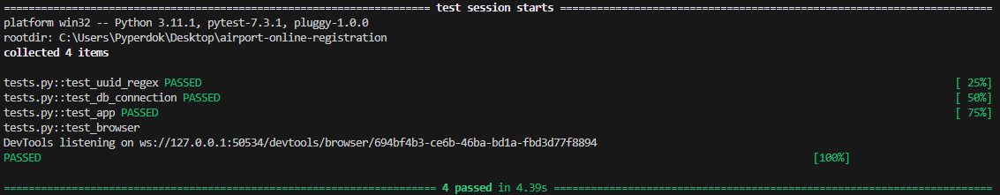 ===================================================================== test session starts ======================================================================
platform win32 -- Python 3.11.1, pytest-7.3.1, pluggy-1.0.0
rootdir: C:\Users\Pyperdok\Desktop\airport-online-registration
collected 4 items
tests.py::test_uuid_regex PASSED [ 25%]
tests.py::test_db_connection PASSED [ 50%]
tests.py::test_app PASSED [ 75%]
tests.py::test_browser
DevTools listening on ws://127.0.0.1:50534/devtools/browser/694bf4b3-ce6b-46ba-bd1a-fbd3d77f8894
PASSED [100%]
====================================================================== 4 passed in 4.39s =======================================================================